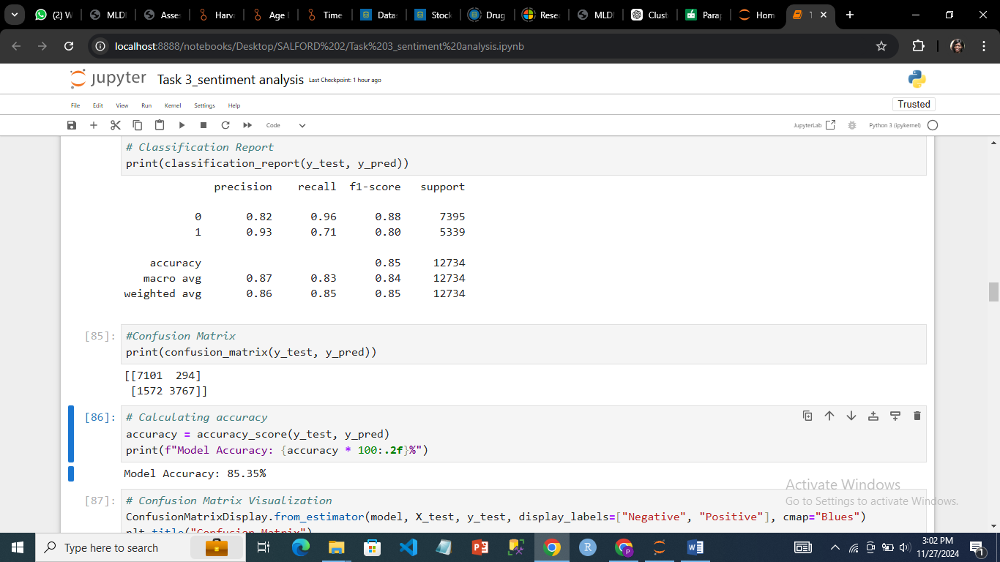 (2) W
MLDM
Asse
Harva
Age
Time
Data
Stock
Drug
Rese
MLDM
Clust
Para
Hom
localhost:8888/notebooks/Desktop/SALFORD%202/Task%203_sentiment%20analysis.ipynb
jupyter Task 3_sentiment analysis Last Checkpoint: 1 hour ago
File Edit View Run Kernel Settings Help
Trusted
Code
JupyterLab
Python 3 (ipykernel)
# Classification Report
print(classification_report(y_test, y_pred))
precision recall f1-score support
0 0.82 0.96 0.88 7395
1 0.93 0.71 0.80 5339
accuracy 0.85 12734
macro avg 0.87 0.83 0.84 12734
weighted avg 0.86 0.85 0.85 12734
[85]: #Confusion Matrix
print(confusion_matrix(y_test, y_pred))
[[7101 294]
[1572 3767]]
[86]: # Calculating accuracy
accuracy = accuracy_score(y_test, y_pred)
print(f"Model Accuracy: {accuracy * 100:.2f}%")
Model Accuracy: 85.35%
Activate Windows
Go to Settings to activate Windows.
[87]: # Confusion Matrix Visualization
ConfusionMatrixDisplay.from_estimator(model, X_test, y_test, display_labels=["Negative", "Positive"], cmap="Blues")
plt.title("Confusion Matrix")
Type here to search
3:02 PM
11/27/2024
1